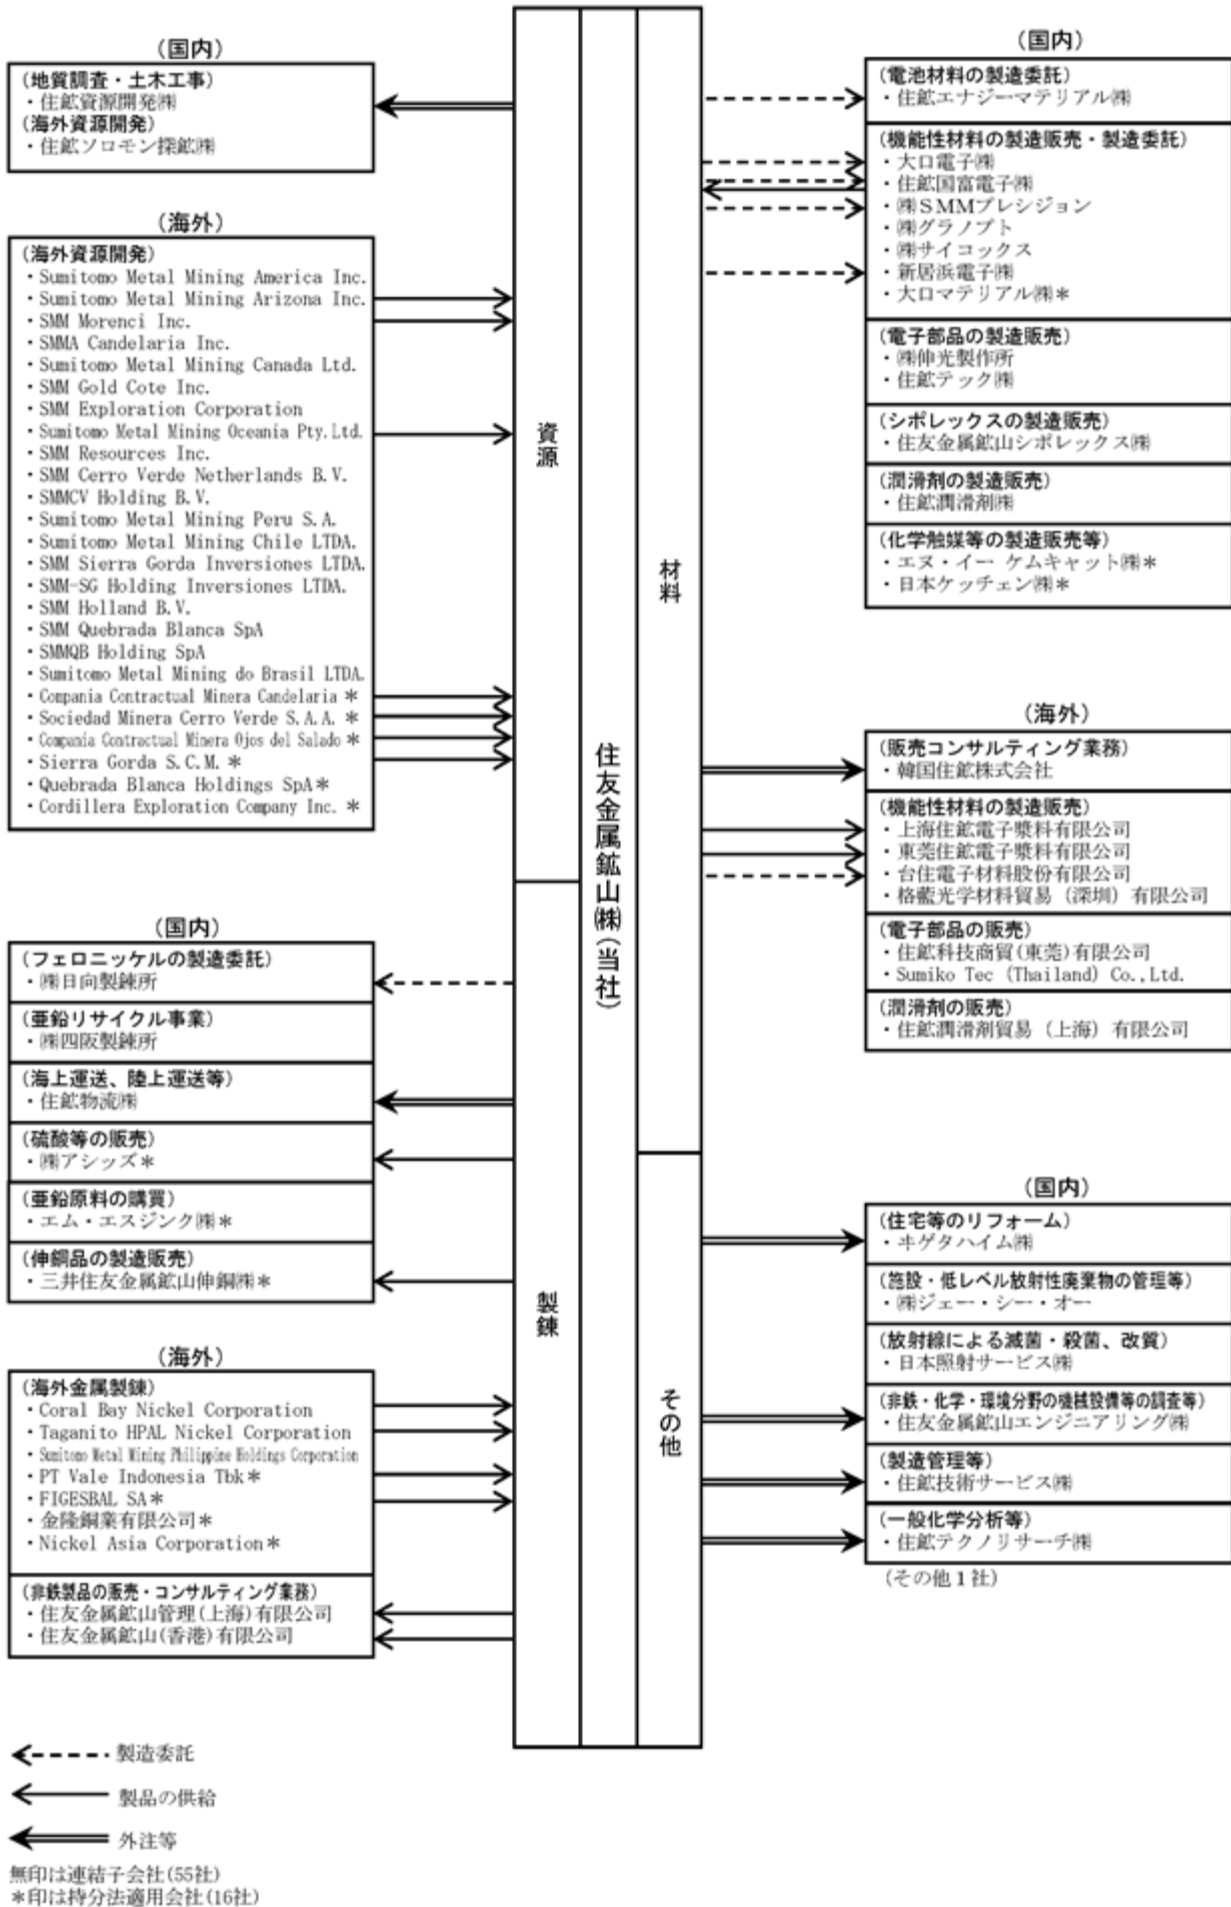 (国内)
(地質調査・土木工事)
・住鉱資源開発㈱
(海外資源開発)
・住鉱ソロモン探鉱㈱
(海外)
(海外資源開発)
・Sumitomo Metal Mining America Inc.
・Sumitomo Metal Mining Arizona Inc.
・SMM Morenci Inc.
・SMMA Candelaria Inc.
・Sumitomo Metal Mining Canada Ltd.
・SMM Gold Cote Inc.
・SMM Exploration Corporation
・Sumitomo Metal Mining Oceania Pty.Ltd.
・SMM Resources Inc.
・SMM Cerro Verde Netherlands B.V.
・SMMCV Holding B.V.
・Sumitomo Metal Mining Peru S.A.
・Sumitomo Metal Mining Chile LTDA.
・SMM Sierra Gorda Inversiones LTDA.
・SMM-SG Holding Inversiones LTDA.
・SMM Holland B.V.
・SMM Quebrada Blanca SpA
・SMMQB Holding SpA
・Sumitomo Metal Mining do Brasil LTDA.
・Compania Contractual Minera Candelaria ＊
・Sociedad Minera Cerro Verde S.A.A. ＊
・Compania Contractual Minera Ojos del Salado ＊
・Sierra Gorda S.C.M. ＊
・Quebrada Blanca Holdings SpA＊
・Cordillera Exploration Company Inc. ＊
(国内)
(フェロニッケルの製造委託)
・㈱日向製錬所
(亜鉛リサイクル事業)
・㈱四阪製錬所
(海上運送、陸上運送等)
・住鉱物流㈱
(硫酸等の販売)
・㈱アシッズ＊
(亜鉛原料の購買)
・エム・エスジンク㈱＊
(伸銅品の製造販売)
・三井住友金属鉱山伸銅㈱＊
(海外)
(海外金属製錬)
・Coral Bay Nickel Corporation
・Taganito HPAL Nickel Corporation
・Sumitomo Metal Mining Philippine Holdings Corporation
・PT Vale Indonesia Tbk＊
・FIGESBAL SA＊
・金隆銅業有限公司＊
・Nickel Asia Corporation＊
(非鉄製品の販売・コンサルティング業務)
・住友金属鉱山管理(上海)有限公司
・住友金属鉱山(香港)有限公司
資源
製錬
住友金属鉱山㈱(当社)
材料
その他
(国内)
(電池材料の製造委託)
・住鉱エナジーマテリアル㈱
(機能性材料の製造販売・製造委託)
・大口電子㈱
・住鉱国富電子㈱
・㈱ＳＭＭプレシジョン
・㈱グラノプト
・㈱サイコックス
・新居浜電子㈱
・大口マテリアル㈱＊
(電子部品の製造販売)
・㈱伸光製作所
・住鉱テック㈱
(シポレックスの製造販売)
・住友金属鉱山シポレックス㈱
(潤滑剤の製造販売)
・住鉱潤滑剤㈱
(化学触媒等の製造販売等)
・エヌ・イー ケムキャット㈱＊
・日本ケッチェン㈱＊
(海外)
(販売コンサルティング業務)
・韓国住鉱株式会社
(機能性材料の製造販売)
・上海住鉱電子漿料有限公司
・東莞住鉱電子漿料有限公司
・台住電子材料股份有限公司
・格藍光学材料貿易（深圳）有限公司
(電子部品の販売)
・住鉱科技商貿(東莞)有限公司
・Sumiko Tec (Thailand) Co.,Ltd.
(潤滑剤の販売)
・住鉱潤滑剤貿易（上海）有限公司
(国内)
(住宅等のリフォーム)
・ヰゲタハイム㈱
(施設・低レベル放射性廃棄物の管理等)
・㈱ジェー・シー・オー
(放射線による滅菌・殺菌、改質)
・日本照射サービス㈱
(非鉄・化学・環境分野の機械設備等の調査等)
・住友金属鉱山エンジニアリング㈱
(製造管理等)
・住鉱技術サービス㈱
(一般化学分析等)
・住鉱テクノリサーチ㈱
(その他１社)
製造委託
製品の供給
外注等
無印は連結子会社(55社)
＊印は持分法適用会社(16社)